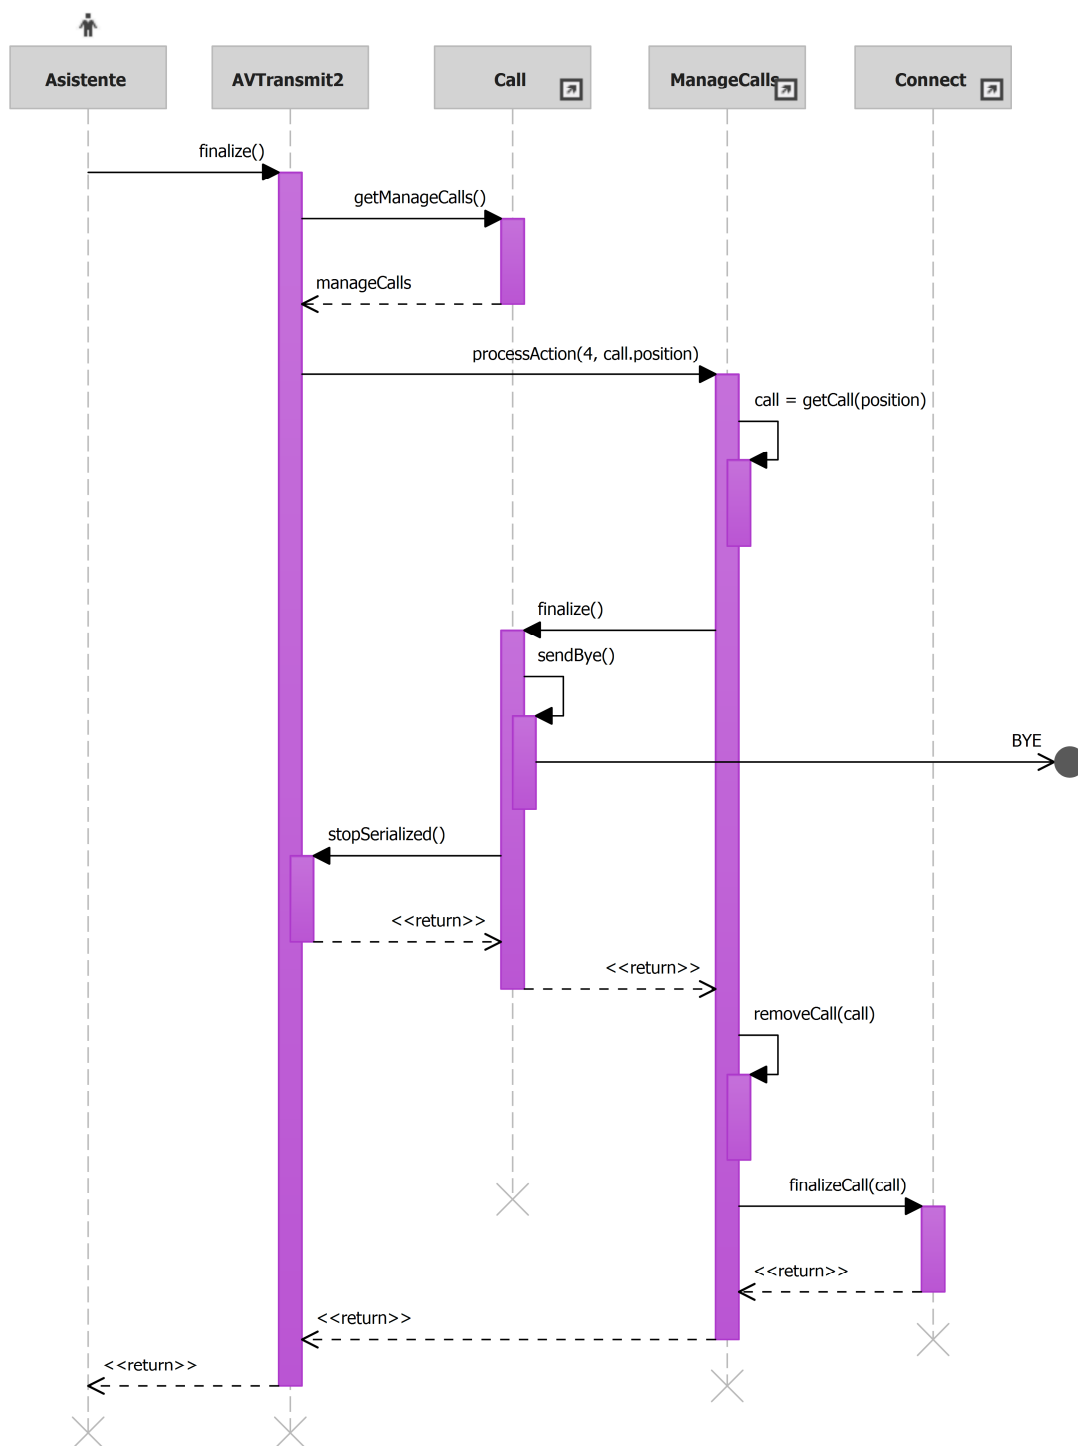 Asistente
AVTransmit2
Call
ManageCalls
Connect
finalize()
getManageCalls()
manageCalls
processAction(4, call.position)
call = getCall(position)
finalize()
sendBye()
BYE
stopSerialized()
<<return>>
<<return>>
removeCall(call)
finalizeCall(call)
<<return>>
<<return>>
<<return>>